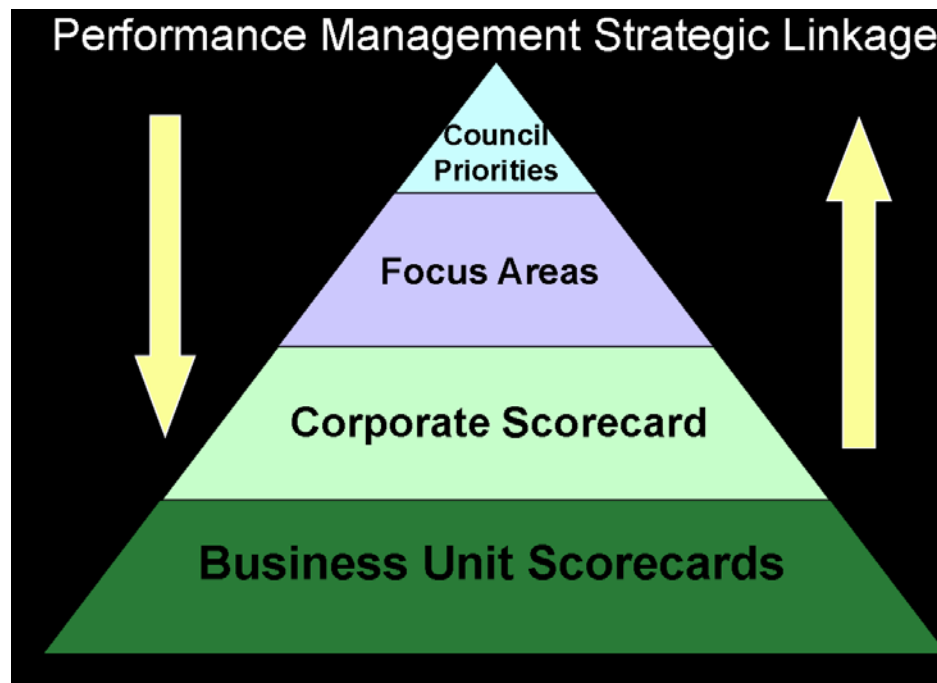 Performance Management Strategic Linkage
Council
Priorities
Focus Areas
Corporate Scorecard
Business Unit Scorecards